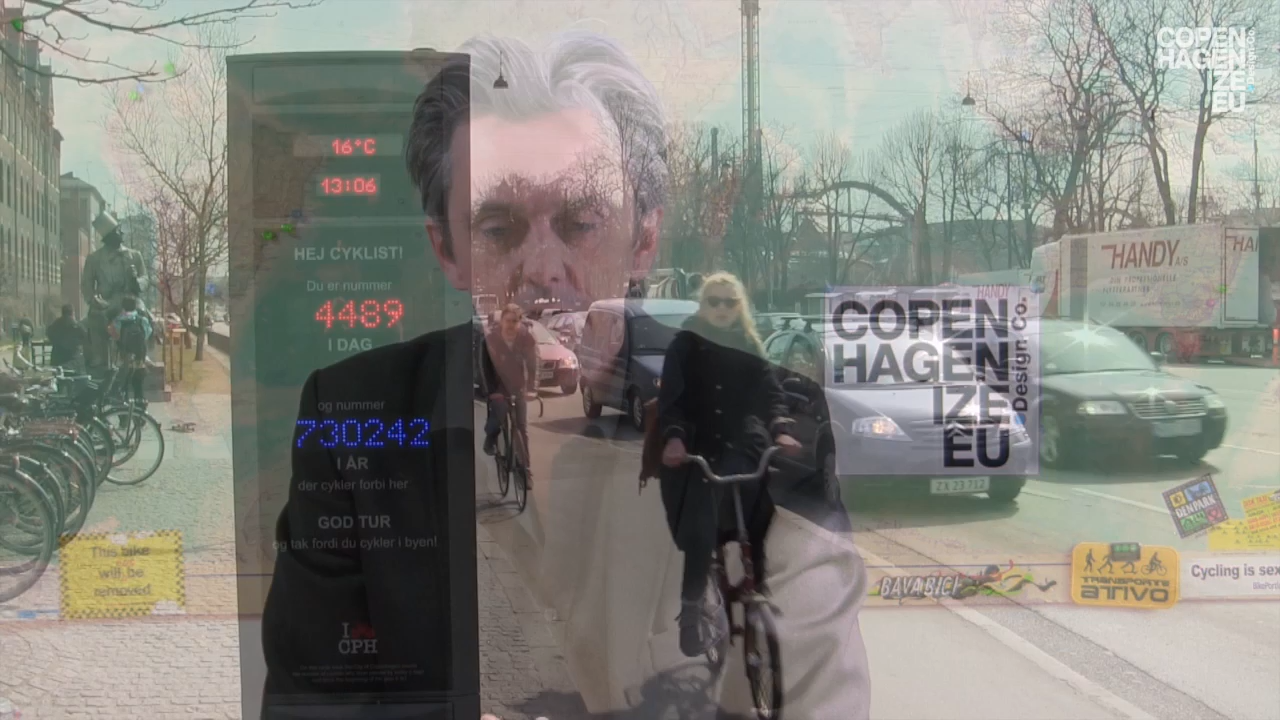 COPEN
HAGEN
IZE
EU
16°C
13:06
HEJ CYKLIST!
Du er nummer
4489
I DAG
og nummer
730242
I ÅR
der cykler forbi her
GOD TUR
og tak fordi du cykler i byen!
I
CPH
HANDY A/S
HAN
HANDY
COPEN
HAGEN
IZE
EU
Design Co.
ZX 23 712
This bike
will be
removed
BAVABICI
TRANSPORTE
ATIVO
Cycling is sex